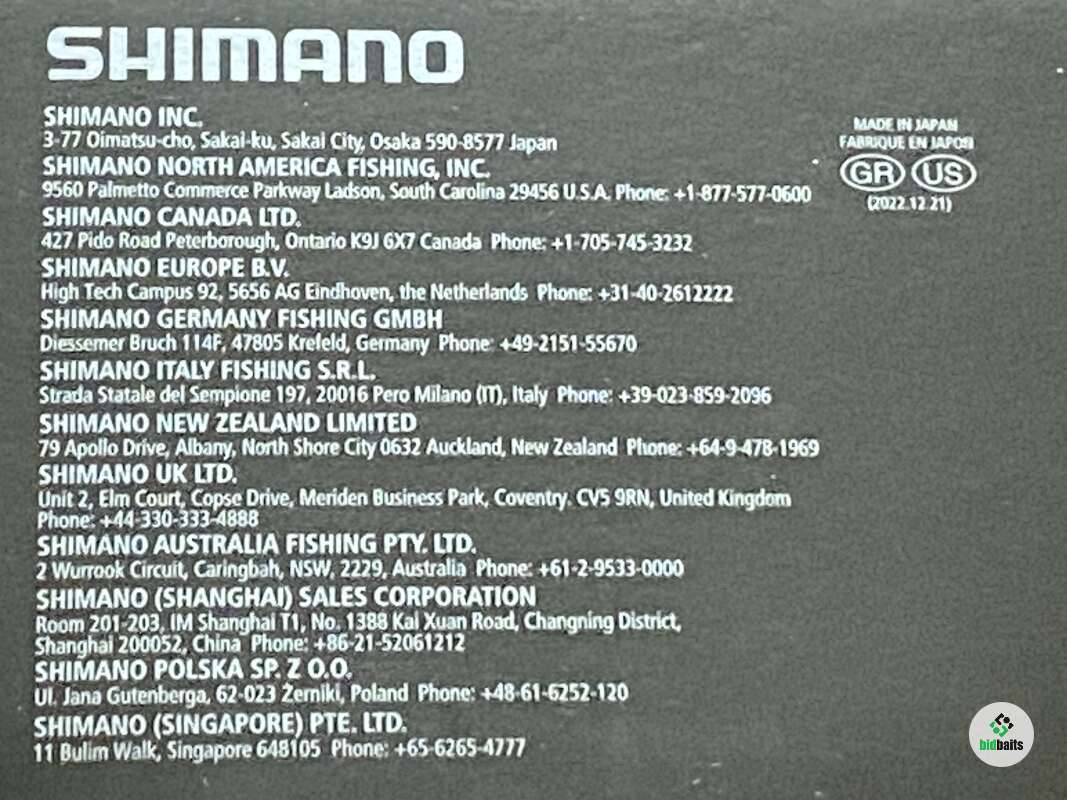 SHIMANO
SHIMANO INC.
3-77 Oimatsu-cho, Sakai-ku, Sakai City, Osaka 590-8577 Japan
SHIMANO NORTH AMERICA FISHING, INC.
9560 Palmetto Commerce Parkway Ladson, South Carolina 29456 U.S.A. Phone: +1-877-577-0600
SHIMANO CANADA LTD.
427 Pido Road Peterborough, Ontario K9J 6X7 Canada Phone: +1-705-745-3232
SHIMANO EUROPE B.V.
High Tech Campus 92, 5656 AG Eindhoven, the Netherlands Phone: +31-40-2612222
SHIMANO GERMANY FISHING GMBH
Diessemer Bruch 114F, 47805 Krefeld, Germany Phone: +49-2151-55670
SHIMANO ITALY FISHING S.R.L.
Strada Statale del Sempione 197, 20016 Pero Milano (IT), Italy Phone: +39-023-859-2096
SHIMANO NEW ZEALAND LIMITED
79 Apollo Drive, Albany, North Shore City 0632 Auckland, New Zealand Phone: +64-9-478-1969
SHIMANO UK LTD.
Unit 2, Elm Court, Copse Drive, Meriden Business Park, Coventry. CV5 9RN, United Kingdom
Phone: +44-330-333-4888
SHIMANO AUSTRALIA FISHING PTY. LTD.
2 Wurrook Circuit, Caringbah, NSW, 2229, Australia Phone: +61-2-9533-0000
SHIMANO (SHANGHAI) SALES CORPORATION
Room 201-203, IM Shanghai T1, No. 1388 Kai Xuan Road, Changning District,
Shanghai 200052, China Phone: +86-21-52061212
SHIMANO POLSKA SP. Z O.O.
Ul. Jana Gutenberga, 62-023 Żerniki, Poland Phone: +48-61-6252-120
SHIMANO (SINGAPORE) PTE. LTD.
11 Bulim Walk, Singapore 648105 Phone: +65-6265-4777
MADE IN JAPAN
FABRIQUE EN JAPON
GR US
(2022.12.21)
bidbaits